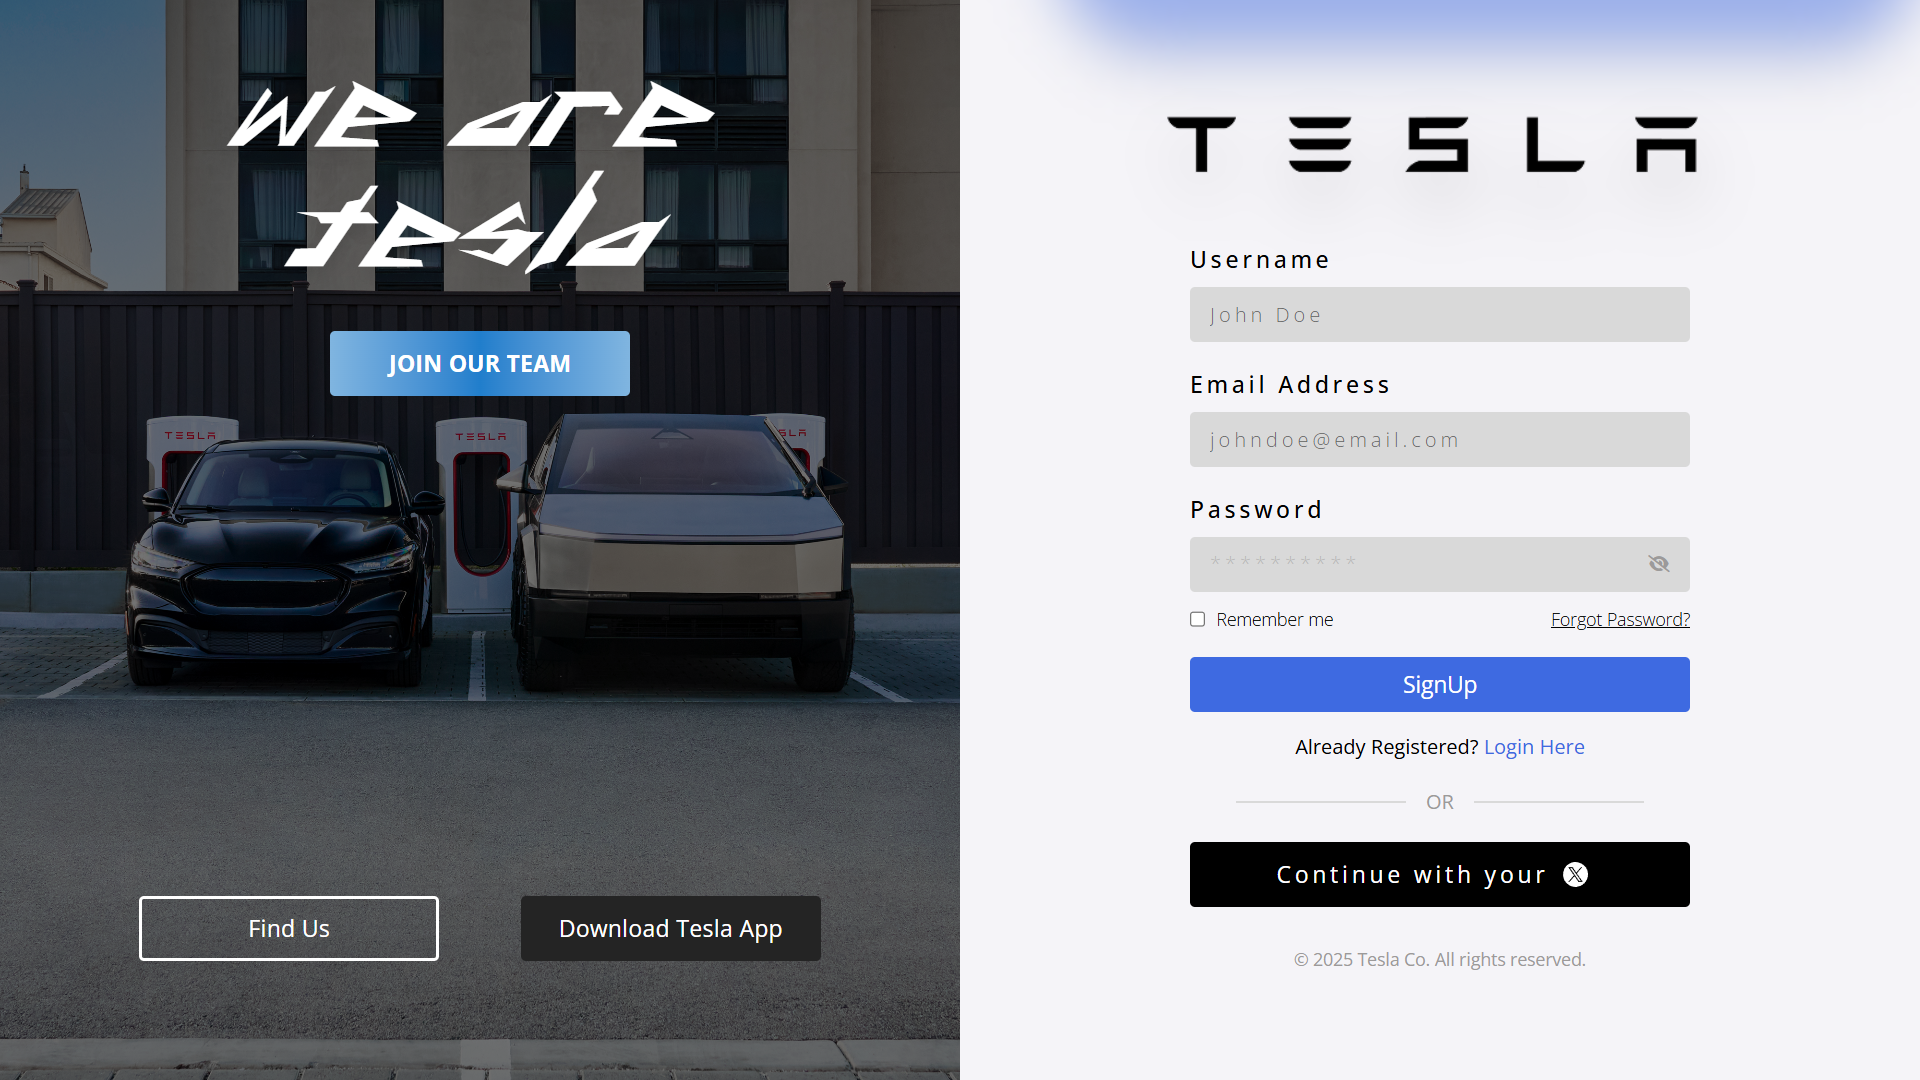 we are
tesla
JOIN OUR TEAM
TESLA
TESLA
SLA
Find Us
Download Tesla App
TESLA
Username
John Doe
Email Address
johndoe@email.com
Password
**********
Remember me
Forgot Password?
SignUp
Already Registered? Login Here
OR
Continue with your 𝕏
© 2025 Tesla Co. All rights reserved.